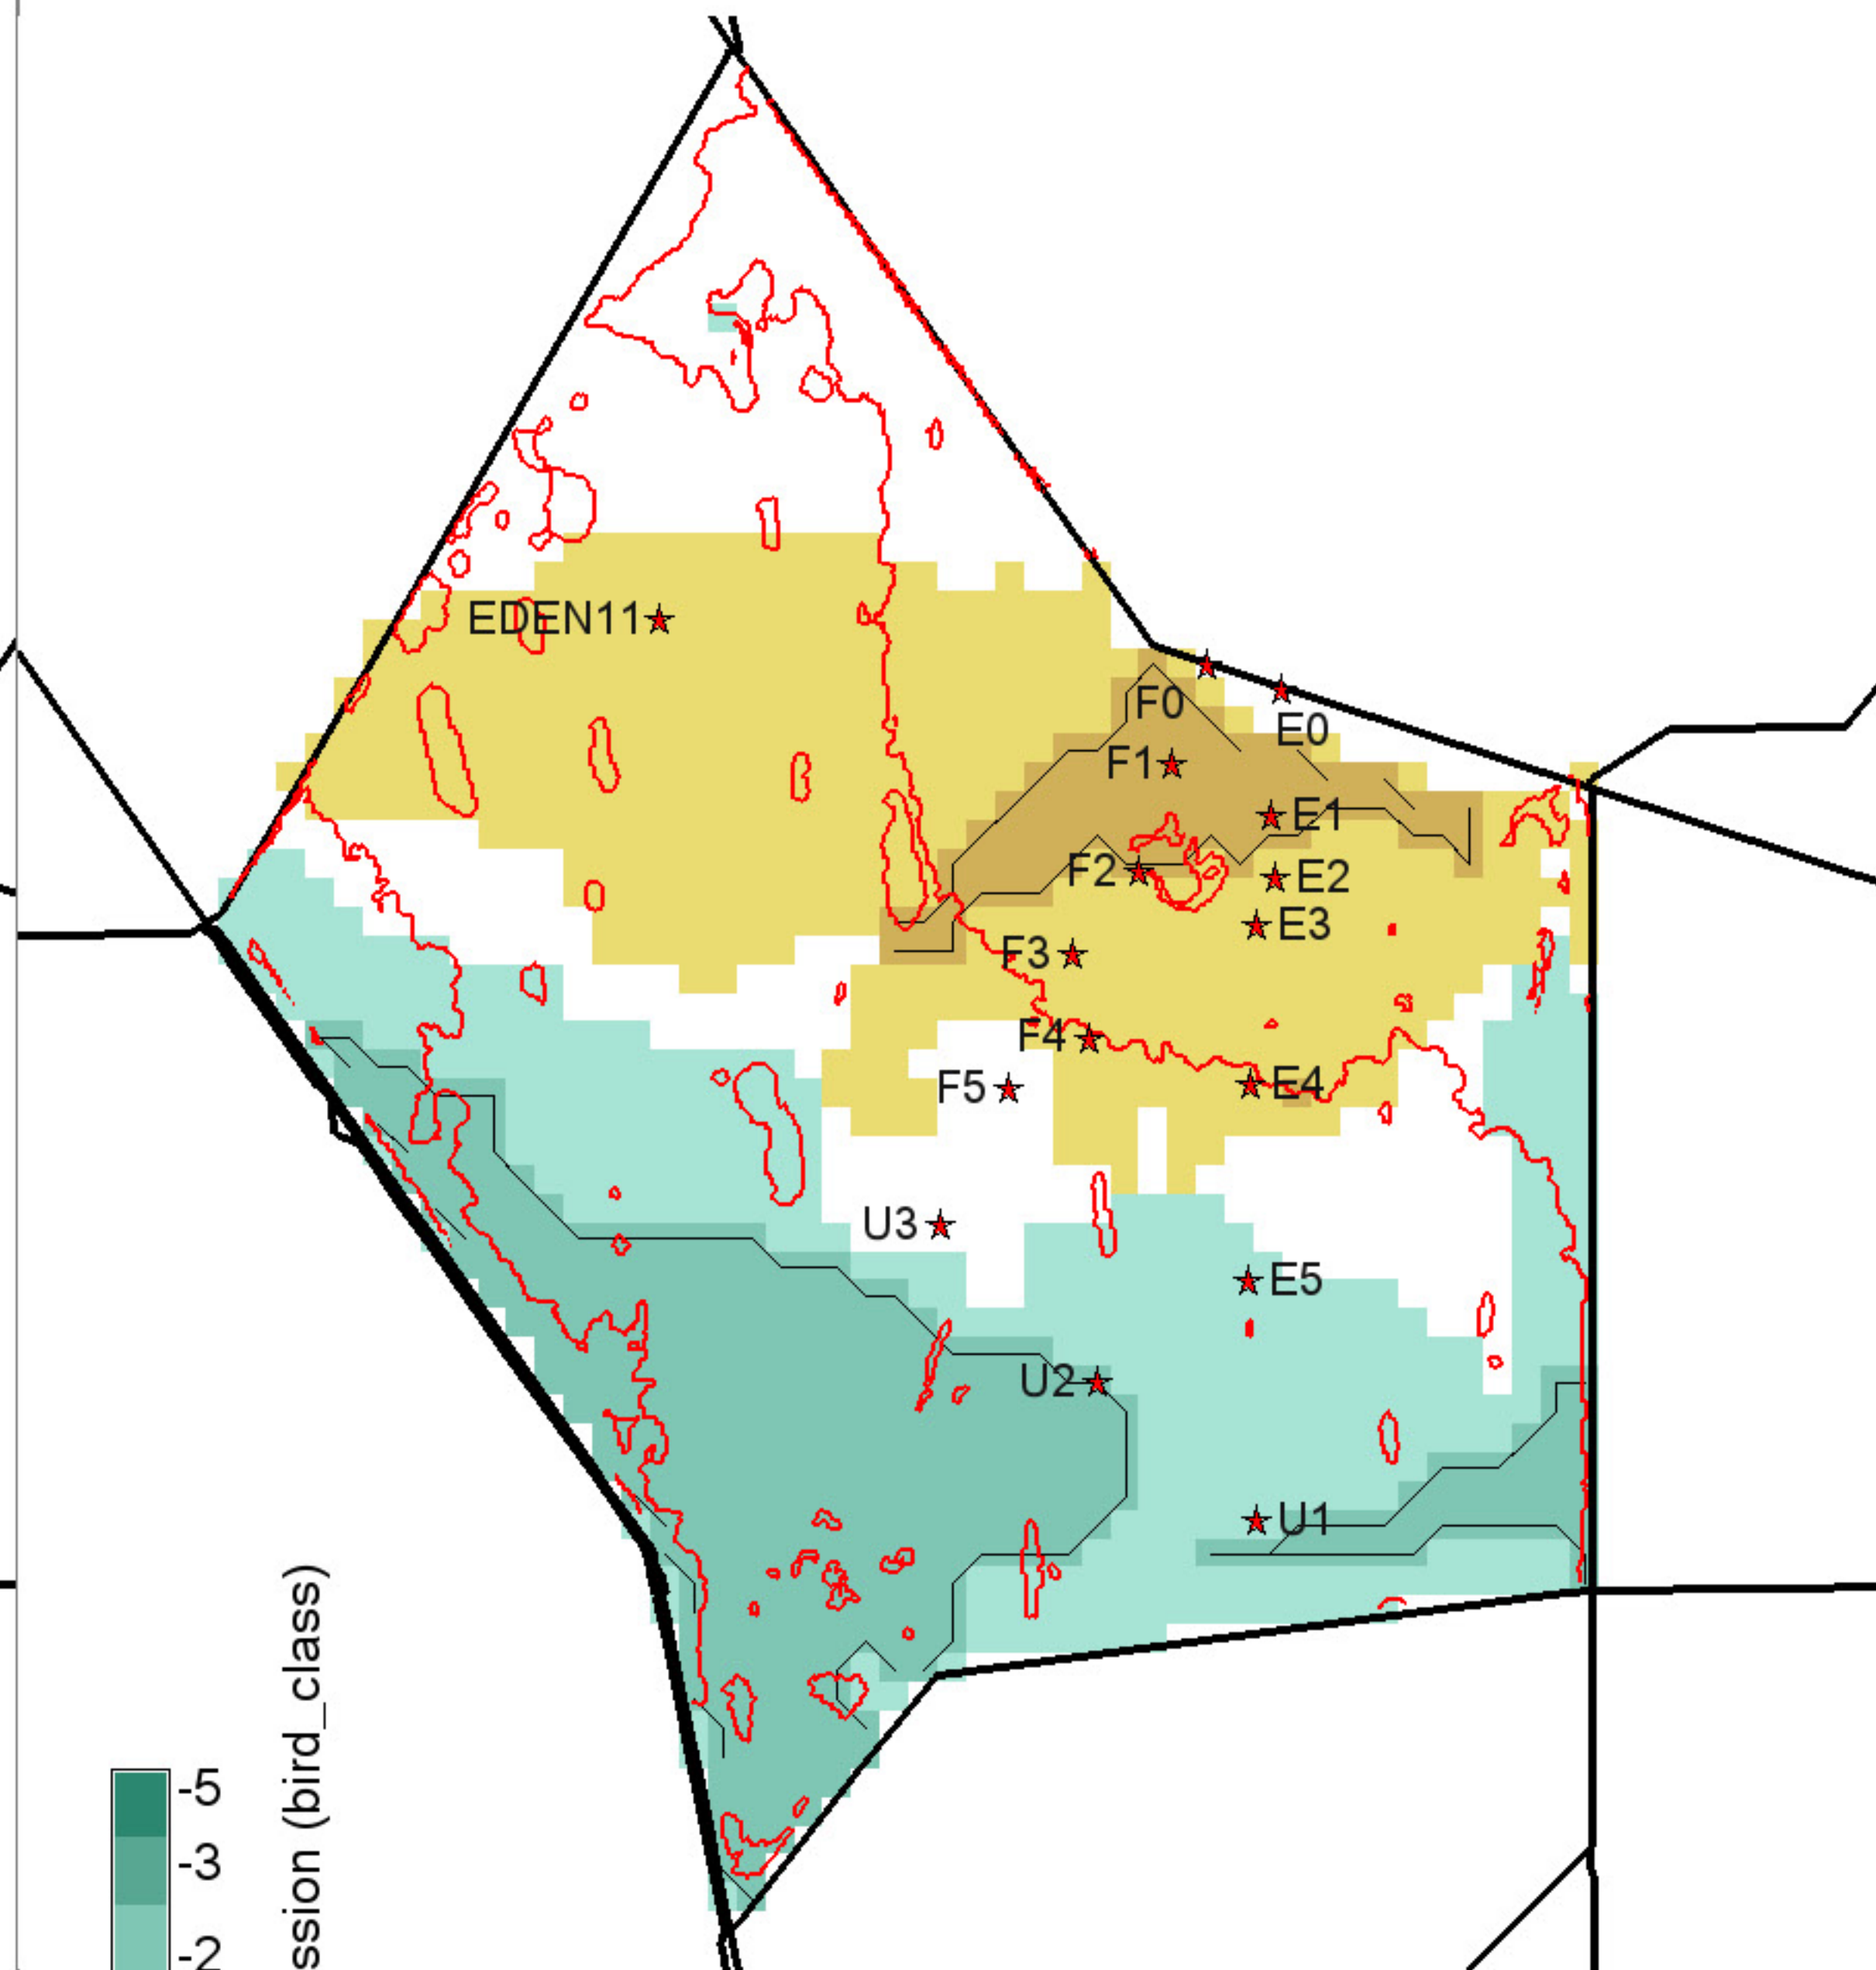 EDEN11
F0
E0
F1
E1
F2
E2
E3
F3
F4
E4
F5
U3
E5
U2
U1
-5
-3
-2
ssion (bird_class)